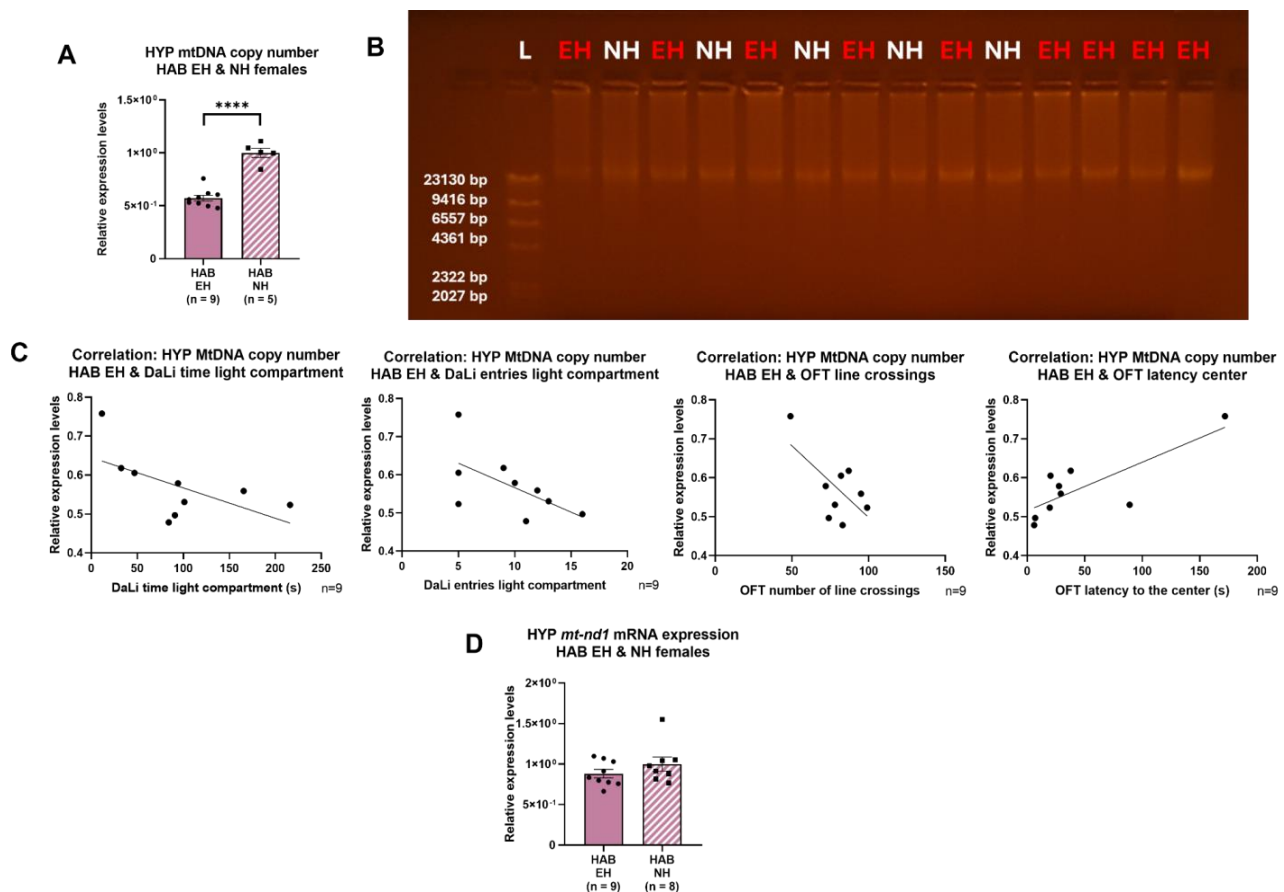 A
HYP mtDNA copy number
HAB EH & NH females
Relative expression levels
1.5×10⁰
1×10⁰
5×10⁻¹
0
****
HAB
EH
(n = 9)
HAB
NH
(n = 5)
B
L EH NH EH NH EH NH EH NH EH NH EH EH EH EH
23130 bp
9416 bp
6557 bp
4361 bp
2322 bp
2027 bp
C
Correlation: HYP MtDNA copy number
HAB EH & DaLi time light compartment
Relative expression levels
0.8
0.7
0.6
0.5
0.4
0 50 100 150 200 250
DaLi time light compartment (s)
n=9
Correlation: HYP MtDNA copy number
HAB EH & DaLi entries light compartment
Relative expression levels
0.8
0.7
0.6
0.5
0.4
0 5 10 15 20
DaLi entries light compartment
n=9
Correlation: HYP MtDNA copy number
HAB EH & OFT line crossings
Relative expression levels
0.8
0.7
0.6
0.5
0.4
0 50 100 150
OFT number of line crossings
n=9
Correlation: HYP MtDNA copy number
HAB EH & OFT latency center
Relative expression levels
0.8
0.7
0.6
0.5
0.4
0 50 100 150 200
OFT latency to the center (s)
n=9
D
HYP mt-nd1 mRNA expression
HAB EH & NH females
Relative expression levels
2×10⁰
1.5×10⁰
1×10⁰
5×10⁻¹
0
HAB
EH
(n = 9)
HAB
NH
(n = 8)